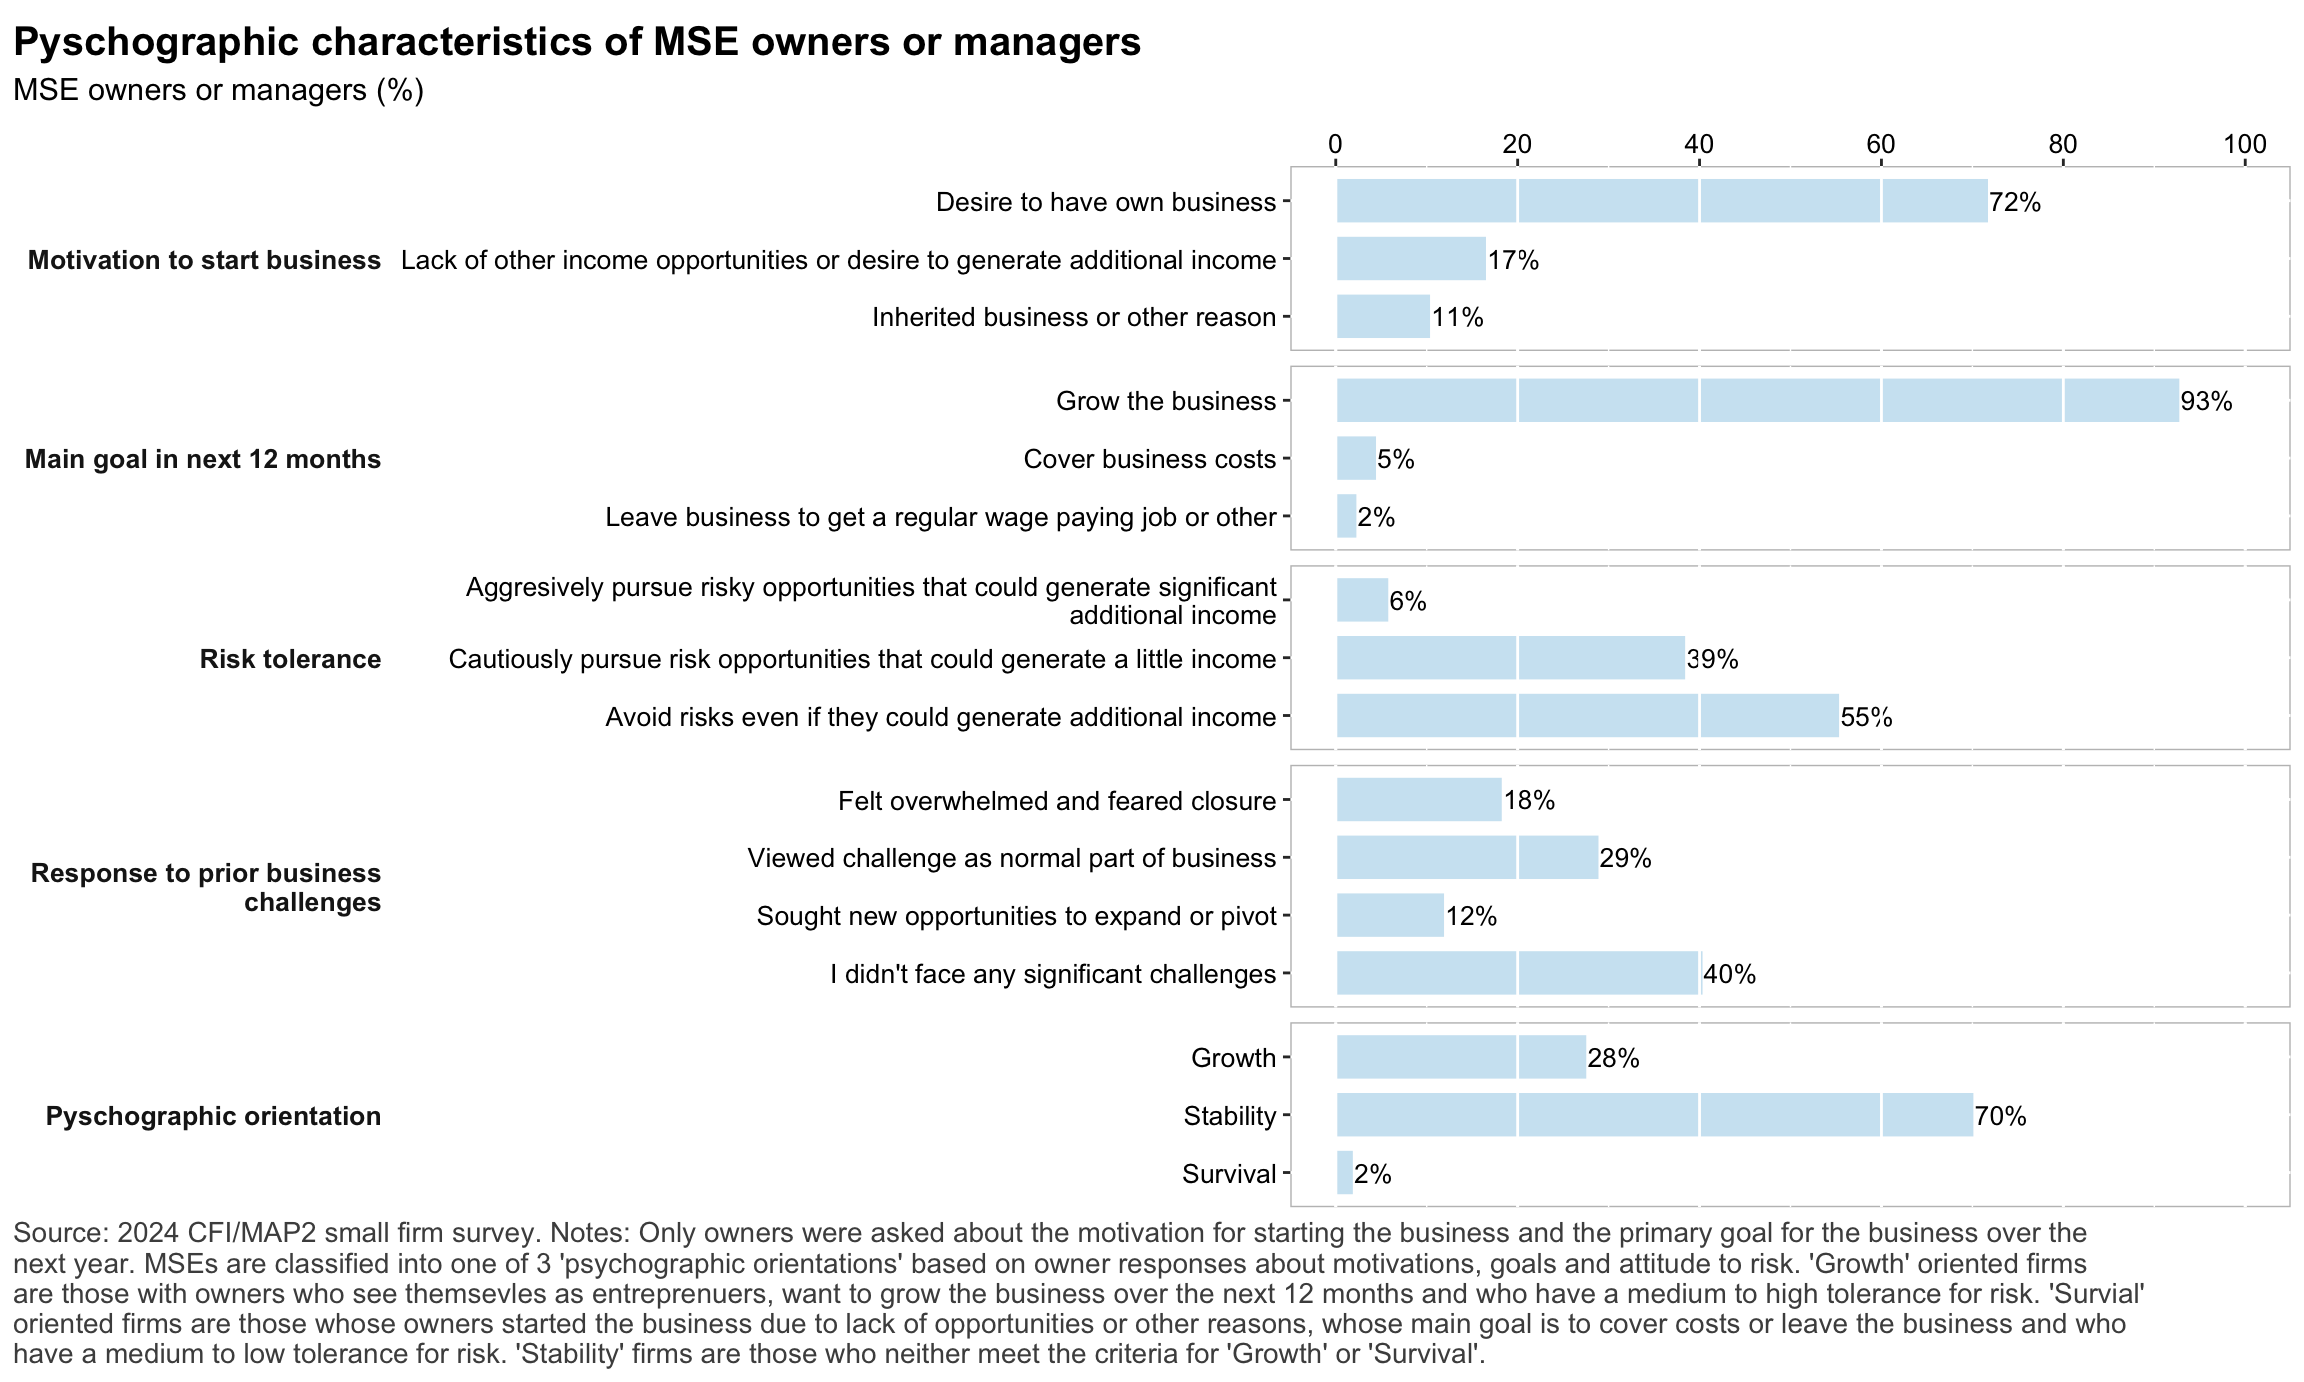 Pyschographic characteristics of MSE owners or managers
MSE owners or managers (%)
0 20 40 60 80 100
Motivation to start business
Desire to have own business 72%
Lack of other income opportunities or desire to generate additional income 17%
Inherited business or other reason 11%
Main goal in next 12 months
Grow the business 93%
Cover business costs 5%
Leave business to get a regular wage paying job or other 2%
Risk tolerance
Aggresively pursue risky opportunities that could generate significant
additional income 6%
Cautiously pursue risk opportunities that could generate a little income 39%
Avoid risks even if they could generate additional income 55%
Response to prior business
challenges
Felt overwhelmed and feared closure 18%
Viewed challenge as normal part of business 29%
Sought new opportunities to expand or pivot 12%
I didn't face any significant challenges 40%
Pyschographic orientation
Growth 28%
Stability 70%
Survival 2%
Source: 2024 CFI/MAP2 small firm survey. Notes: Only owners were asked about the motivation for starting the business and the primary goal for the business over the
next year. MSEs are classified into one of 3 'psychographic orientations' based on owner responses about motivations, goals and attitude to risk. 'Growth' oriented firms
are those with owners who see themsevles as entreprenuers, want to grow the business over the next 12 months and who have a medium to high tolerance for risk. 'Survial'
oriented firms are those whose owners started the business due to lack of opportunities or other reasons, whose main goal is to cover costs or leave the business and who
have a medium to low tolerance for risk. 'Stability' firms are those who neither meet the criteria for 'Growth' or 'Survival'.